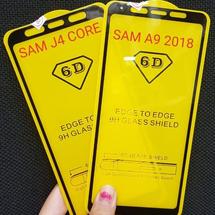 SAM J4 CORE
6D
EDGE TO EDGE
9H GLASS SHIELD
SAM A9 2018
6D
EDGE TO EDGE
9H GLASS SHIELD